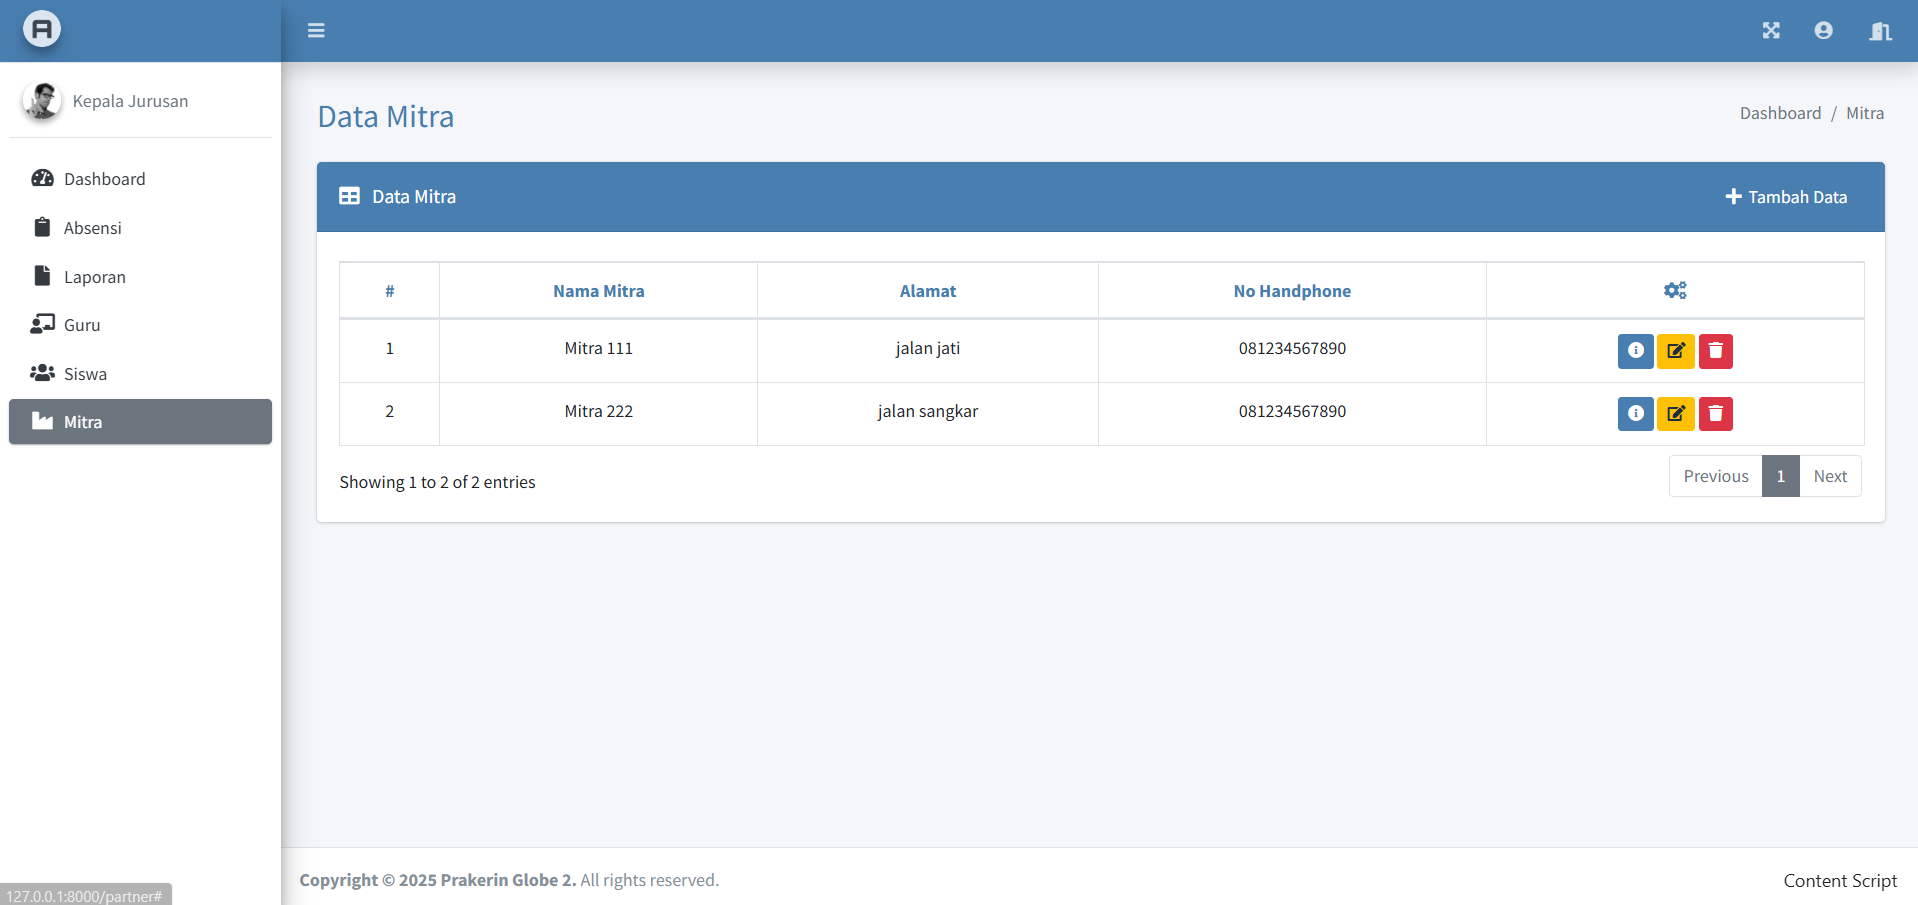 A
Kepala Jurusan
Dashboard
Absensi
Laporan
Guru
Siswa
Mitra
Data Mitra
Dashboard / Mitra
Data Mitra
Tambah Data
# Nama Mitra Alamat No Handphone
1 Mitra 111 jalan jati 081234567890
2 Mitra 222 jalan sangkar 081234567890
Showing 1 to 2 of 2 entries
Previous 1 Next
Copyright © 2025 Prakerin Globe 2. All rights reserved.
Content Script
127.0.0.1:8000/partner#